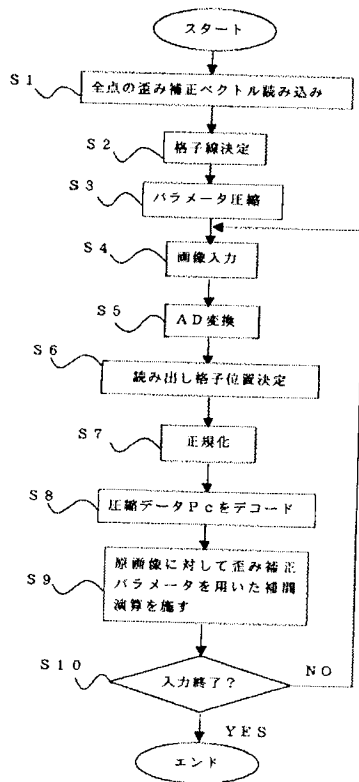 スタート
S1
全点の歪み補正ベクトル読み込み
S2
格子線決定
S3
パラメータ圧縮
S4
画像入力
S5
AD変換
S6
読み出し格子位置決定
S7
正規化
S8
圧縮データPcをデコード
S9
原画像に対して歪み補正
パラメータを用いた補間
演算を施す
S10
入力終了?
NO
YES
エンド